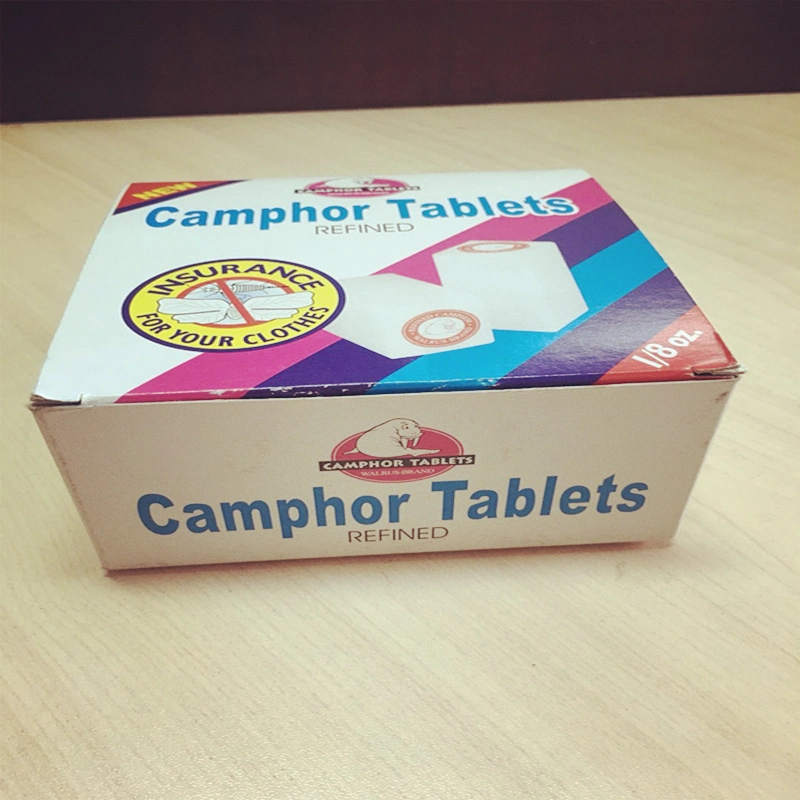 NEW
CAMPHOR TABLETS
Camphor Tablets
REFINED
INSURANCE
FOR YOUR CLOTHES
1/8 oz.
CAMPHOR TABLETS
WALRUS BRAND
Camphor Tablets
REFINED